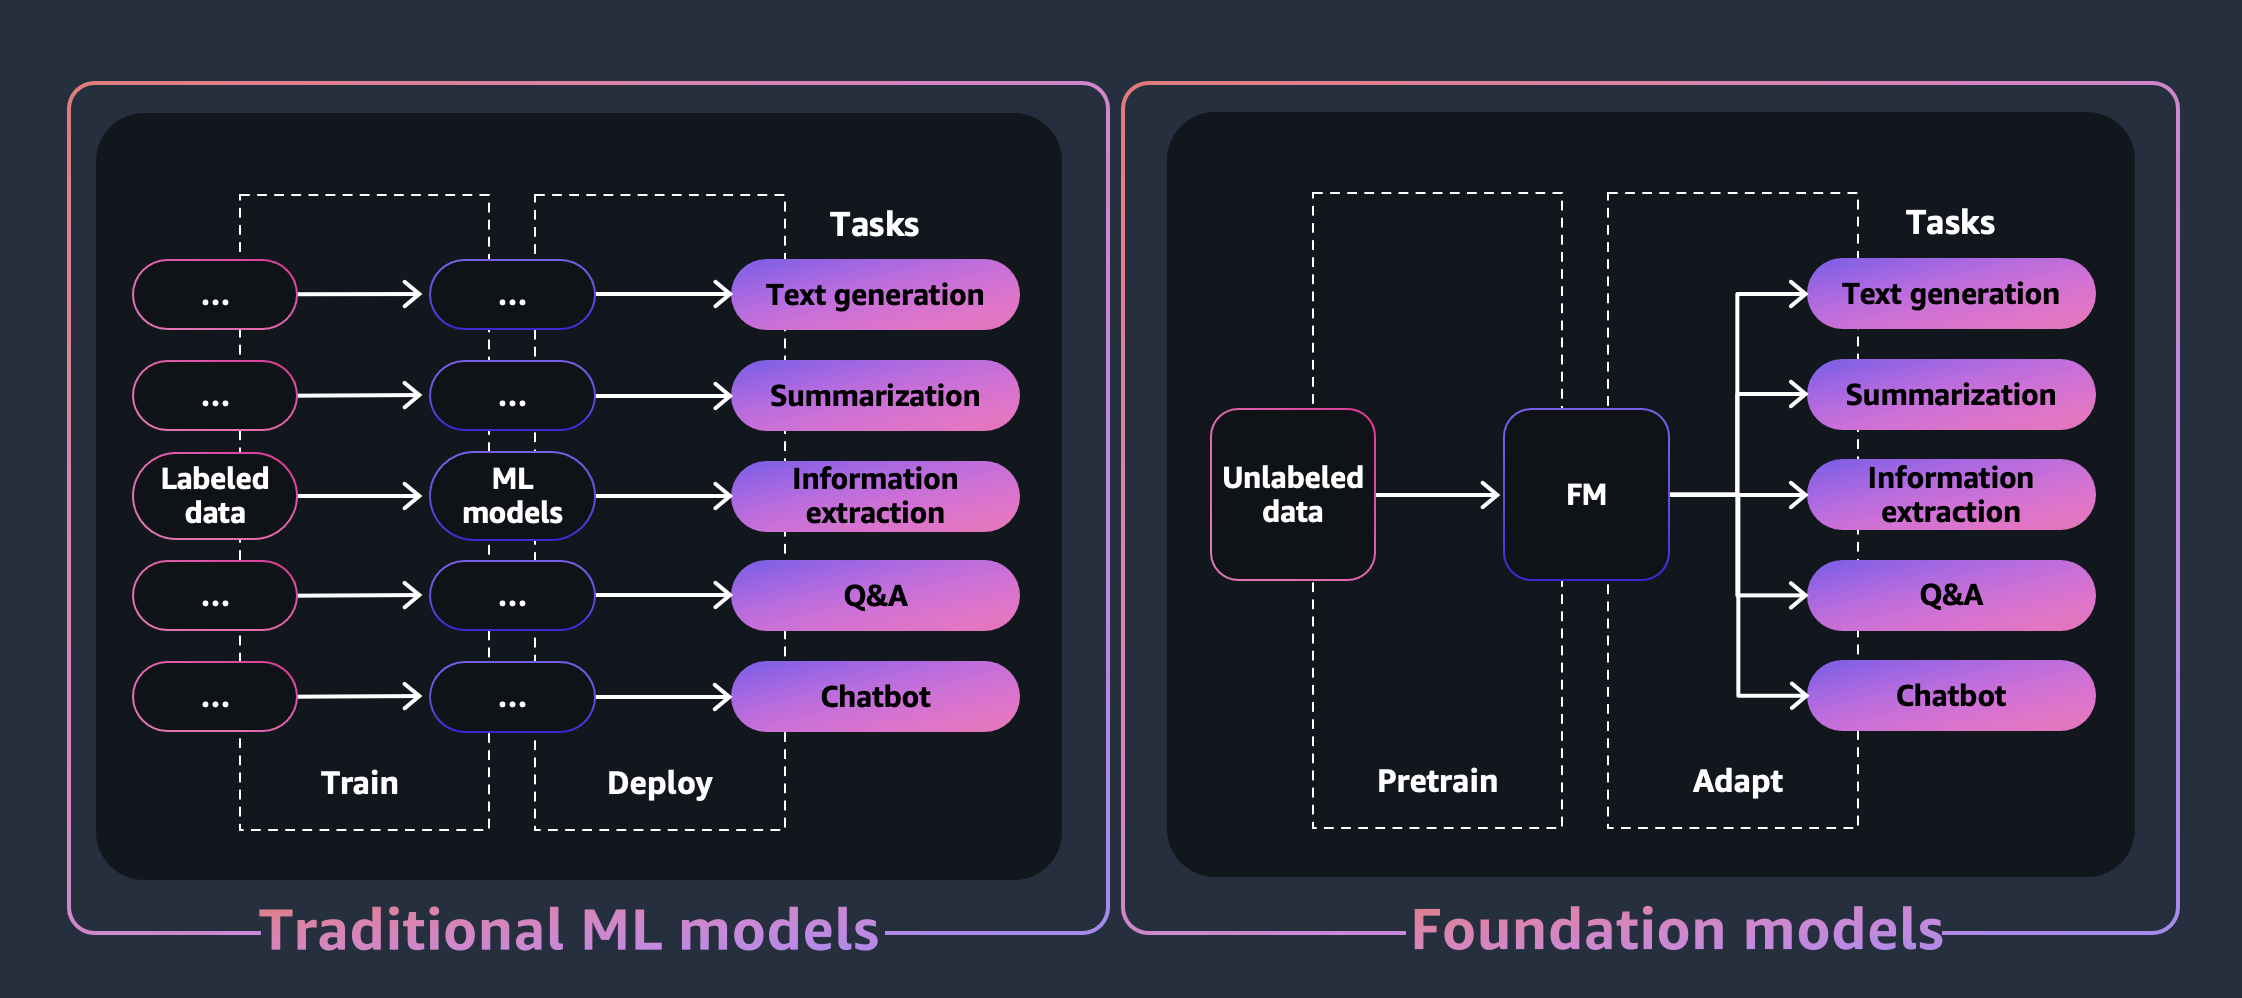 Tasks
... ... Text generation
... ... Summarization
Labeled
data
ML
models
Information
extraction
... ... Q&A
... ... Chatbot
Train
Deploy
Traditional ML models
Tasks
Text generation
Summarization
Unlabeled
data
FM
Information
extraction
Q&A
Chatbot
Pretrain
Adapt
Foundation models